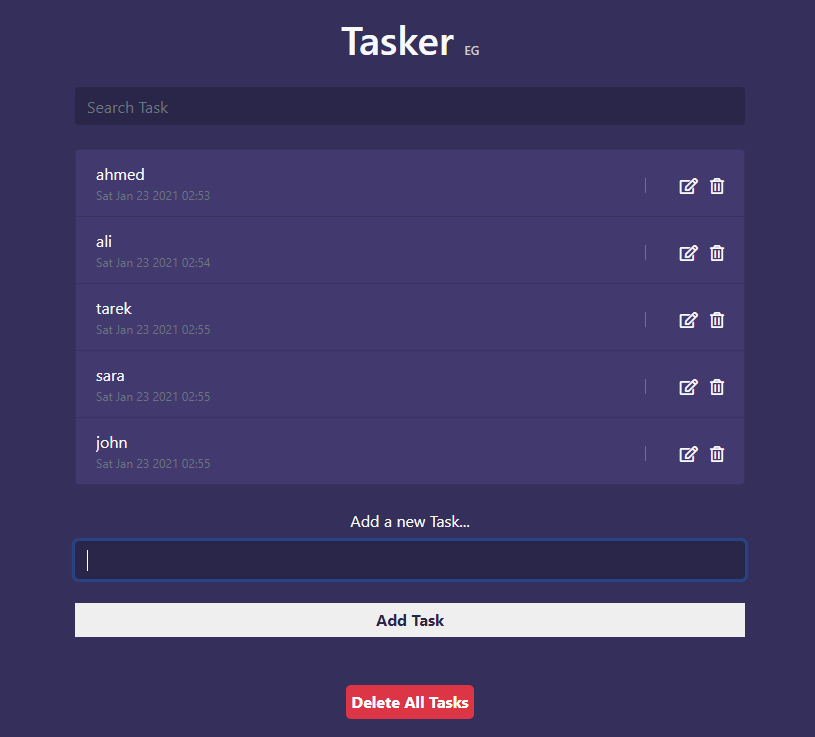 Tasker EG
Search Task
ahmed
Sat Jan 23 2021 02:53
ali
Sat Jan 23 2021 02:54
tarek
Sat Jan 23 2021 02:55
sara
Sat Jan 23 2021 02:55
john
Sat Jan 23 2021 02:55
Add a new Task...
Add Task
Delete All Tasks